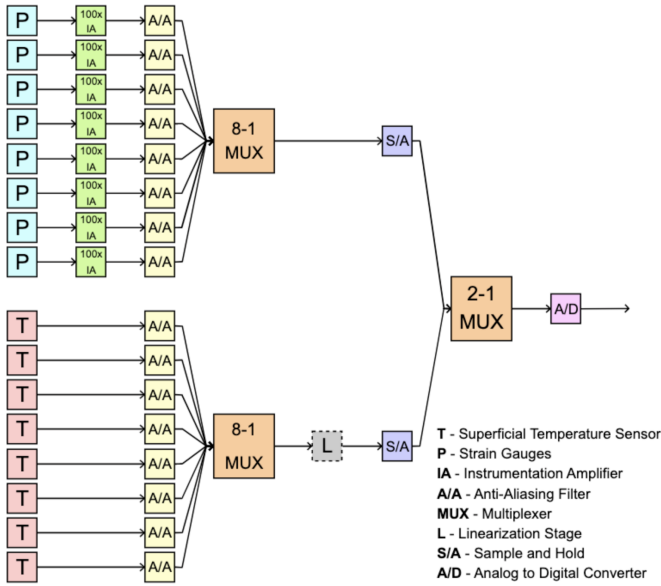 P 100x IA A/A
P 100x IA A/A
P 100x IA A/A
P 100x IA A/A
P 100x IA A/A
P 100x IA A/A
P 100x IA A/A
P 100x IA A/A
8-1
MUX
S/A
2-1
MUX
A/D
T A/A
T A/A
T A/A
T A/A
T A/A
T A/A
T A/A
T A/A
8-1
MUX
L
S/A
T - Superficial Temperature Sensor
P - Strain Gauges
IA - Instrumentation Amplifier
A/A - Anti-Aliasing Filter
MUX - Multiplexer
L - Linearization Stage
S/A - Sample and Hold
A/D - Analog to Digital Converter